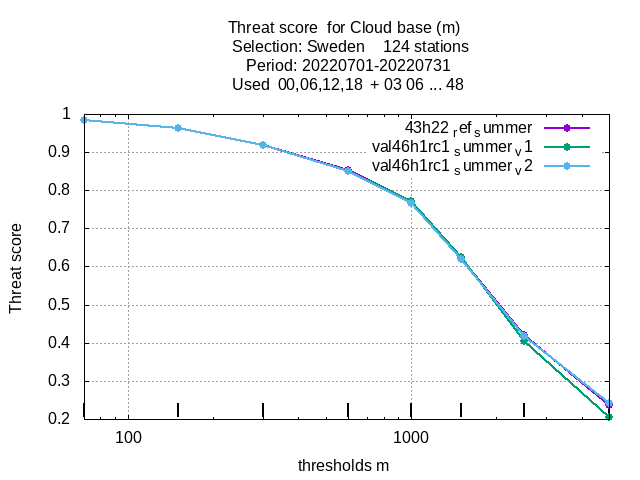 Threat score  for Cloud base (m)
Selection: Sweden    124 stations
Period: 20220701-20220731
Used  00,06,12,18  + 03 06 ... 48
43h22 ref summer
val46h1rc1 summer v1
val46h1rc1 summer v2
1
0.9
0.8
0.7
0.6
0.5
0.4
0.3
0.2
Threat score
100
1000
thresholds m